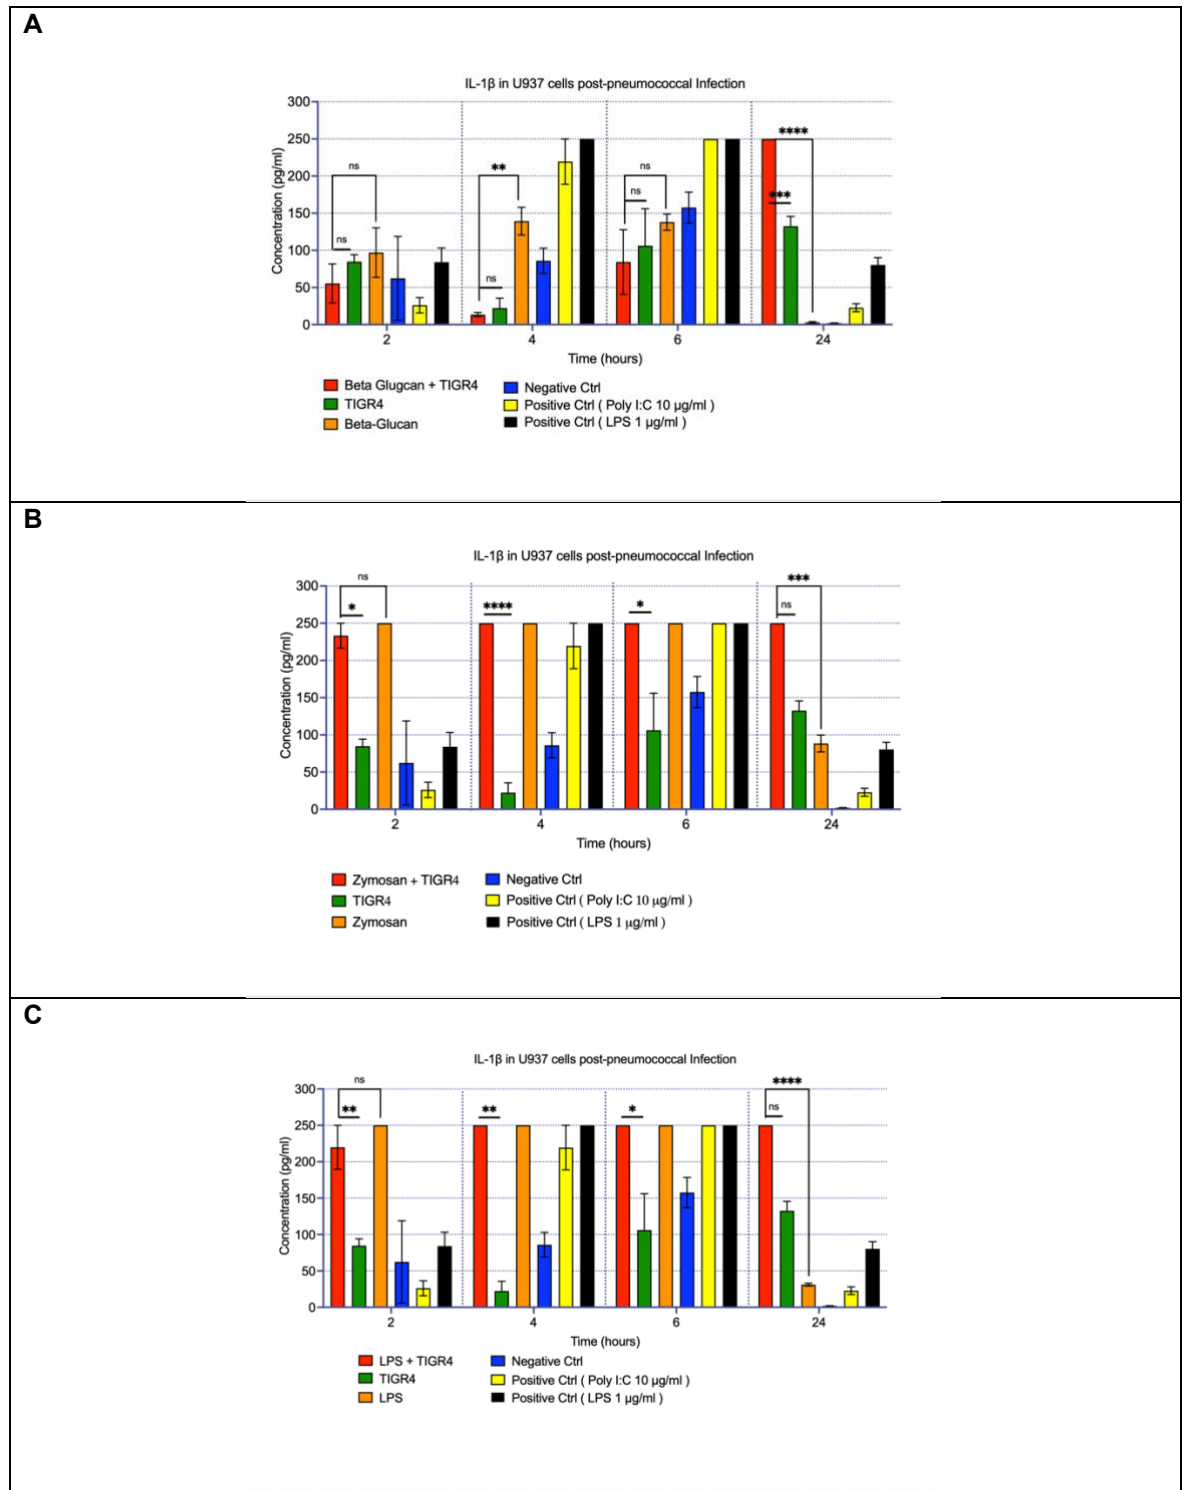 A
IL-1β in U937 cells post-pneumococcal Infection
Concentration (pg/ml)
300
250
200
150
100
50
0
ns
ns
**
ns
ns
ns
****
***
2
4
6
24
Time (hours)
Beta Glugcan + TIGR4
TIGR4
Beta-Glucan
Negative Ctrl
Positive Ctrl ( Poly I:C 10 µg/ml )
Positive Ctrl ( LPS 1 µg/ml )
B
IL-1β in U937 cells post-pneumococcal Infection
Concentration (pg/ml)
300
250
200
150
100
50
0
ns
*
****
*
***
ns
2
4
6
24
Time (hours)
Zymosan + TIGR4
TIGR4
Zymosan
Negative Ctrl
Positive Ctrl ( Poly I:C 10 µg/ml )
Positive Ctrl ( LPS 1 µg/ml )
C
IL-1β in U937 cells post-pneumococcal Infection
Concentration (pg/ml)
300
250
200
150
100
50
0
ns
**
**
*
****
ns
2
4
6
24
Time (hours)
LPS + TIGR4
TIGR4
LPS
Negative Ctrl
Positive Ctrl ( Poly I:C 10 µg/ml )
Positive Ctrl ( LPS 1 µg/ml )